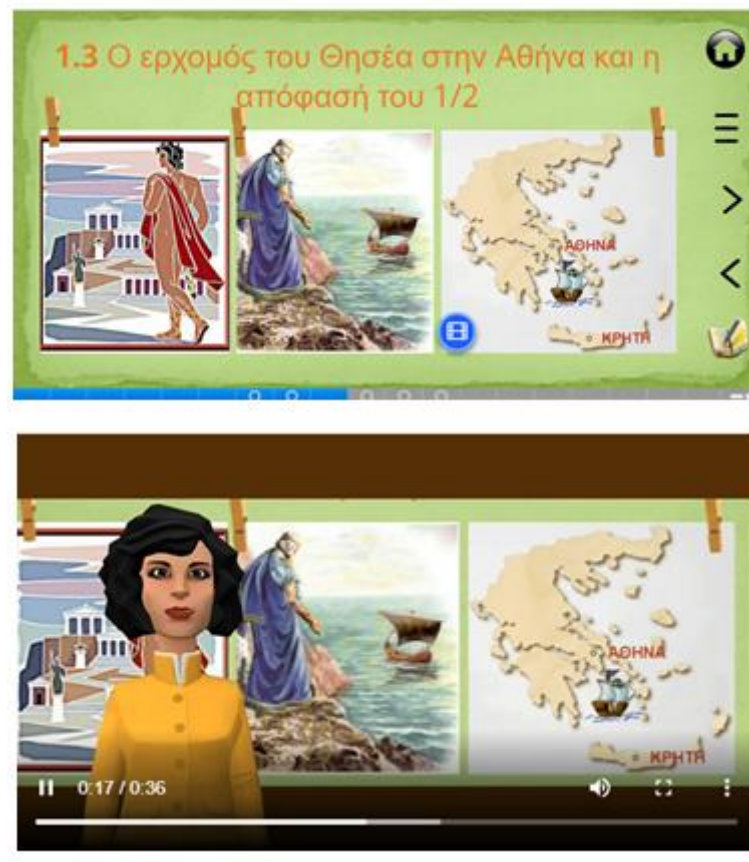 1.3 Ο ερχομός του Θησέα στην Αθήνα και η
απόφασή του 1/2
ΑΘΗΝΑ
ΚΡΗΤΗ
ΑΘΗΝΑ
ΚΡΗΤΗ
0:17 / 0:36